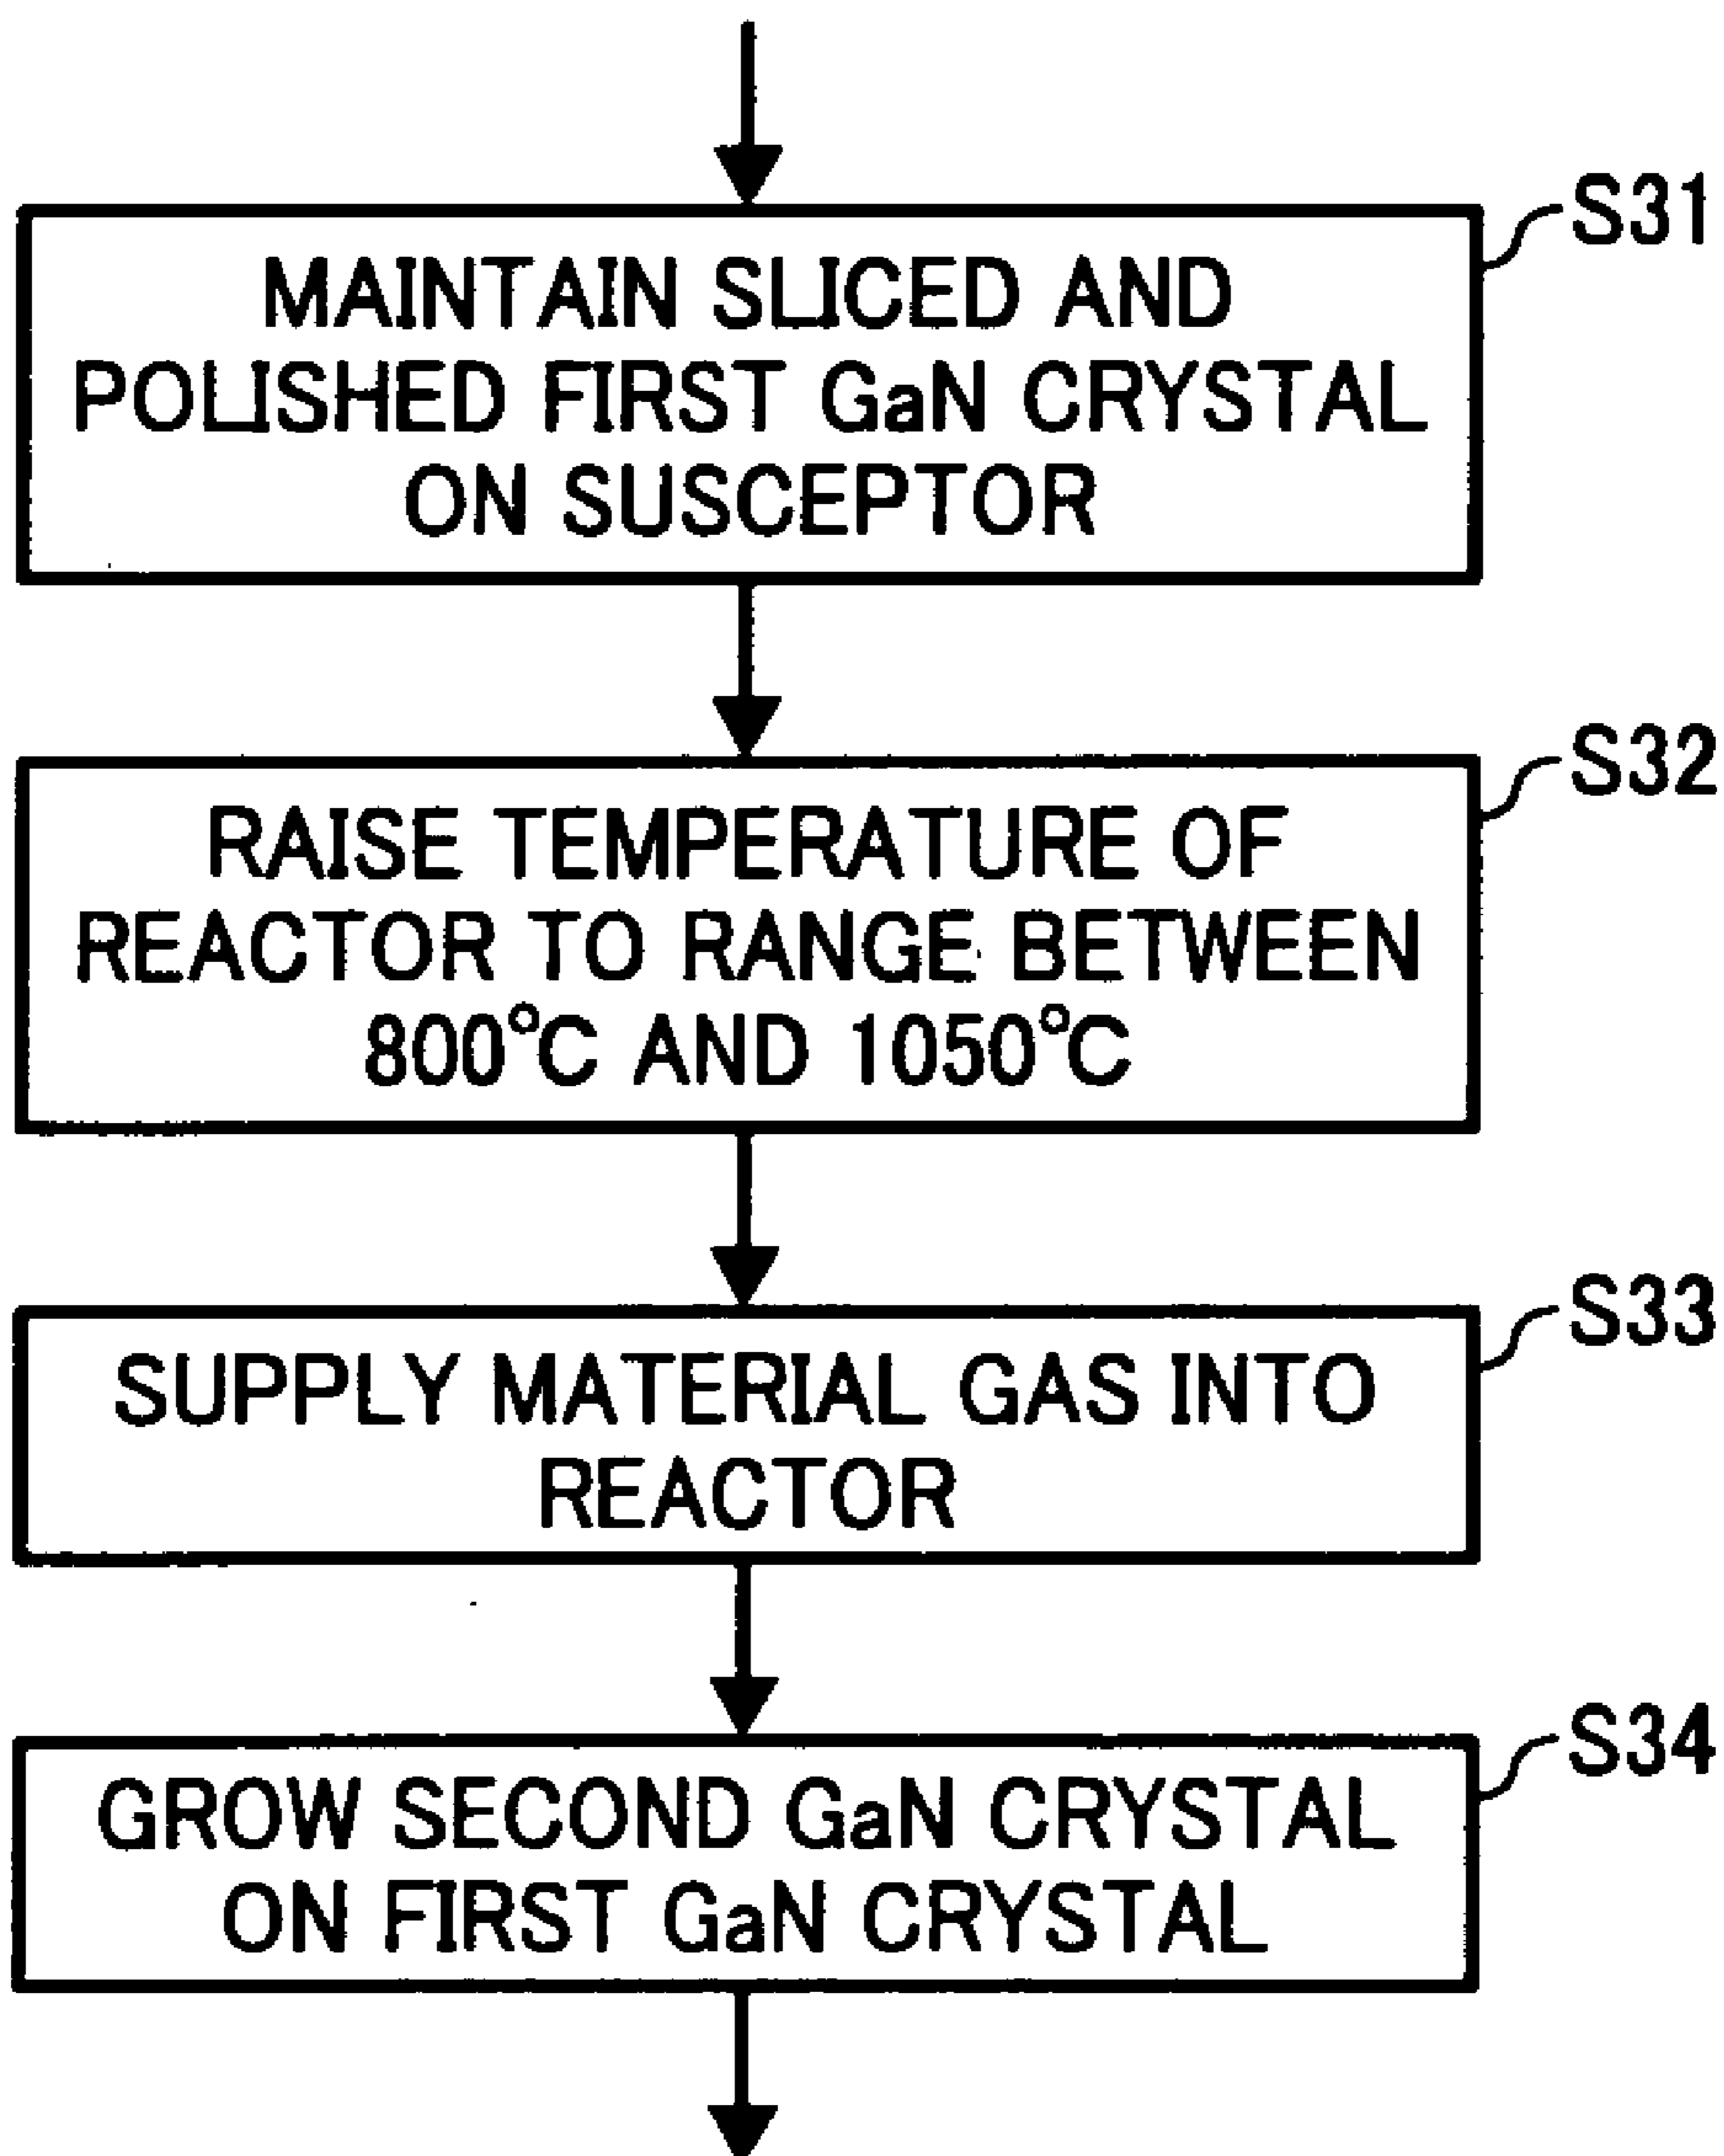 S31
MAINTAIN SLICED AND
POLISHED FIRST GaN CRYSTAL
ON SUSCEPTOR
S32
RAISE TEMPERATURE OF
REACTOR TO RANGE BETWEEN
800°C AND 1050°C
S33
SUPPLY MATERIAL GAS INTO
REACTOR
S34
GROW SECOND GaN CRYSTAL
ON FIRST GaN CRYSTAL